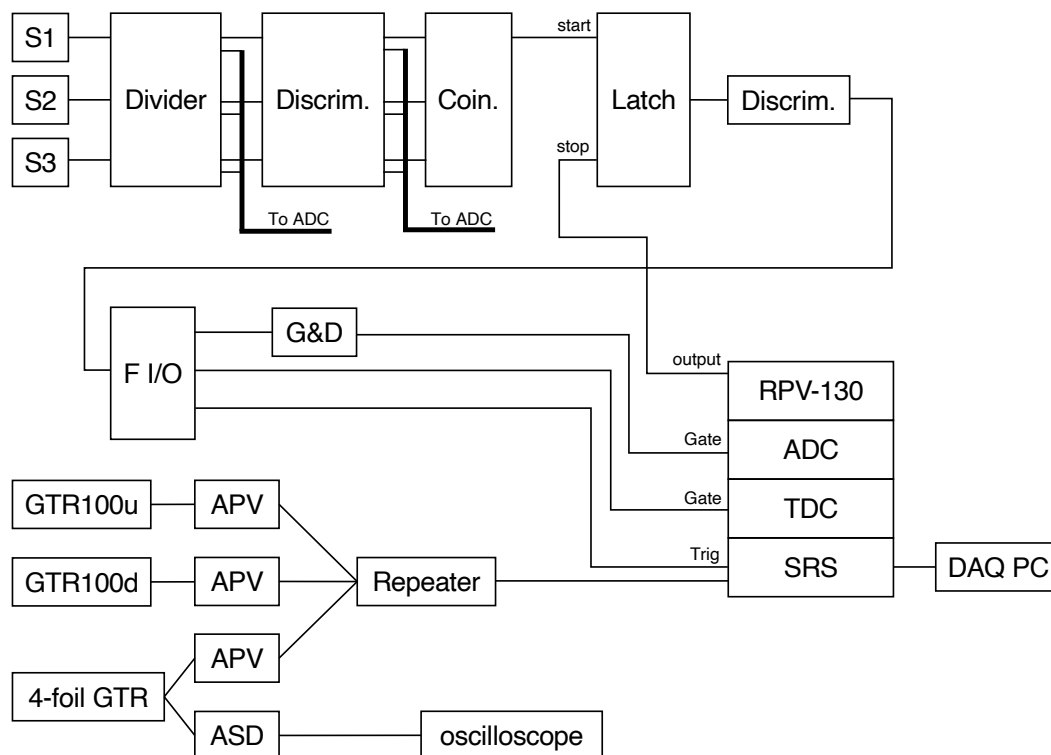 S1
start
Divider
Discrim.
Coin.
Latch
S2
Discrim.
S3
stop
To ADC
To ADC
G&D
F I/O
output
RPV-130
Gate
ADC
GTR100u
APV
Gate
TDC
Trig
SRS
DAQ PC
GTR100d
APV
Repeater
APV
4-foil GTR
ASD
oscilloscope